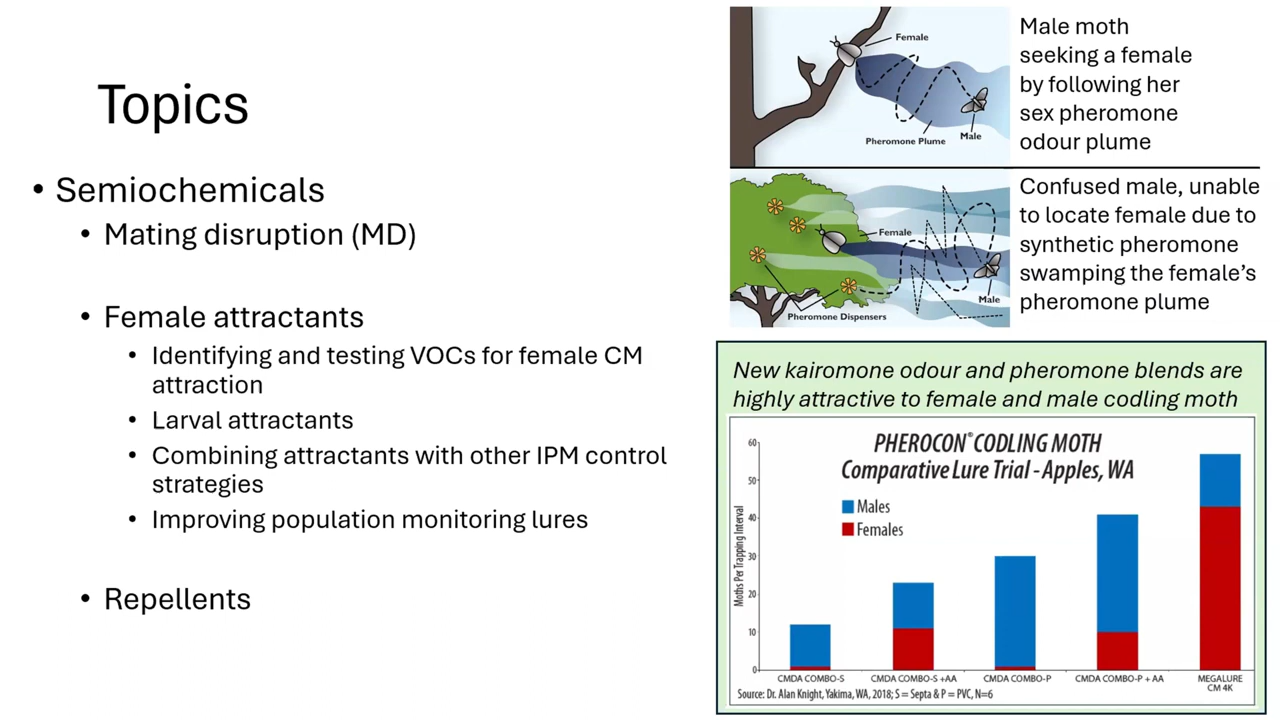 Topics
• Semiochemicals
• Mating disruption (MD)
• Female attractants
• Identifying and testing VOCs for female CM
attraction
• Larval attractants
• Combining attractants with other IPM control
strategies
• Improving population monitoring lures
• Repellents
Female
Pheromone Plume
Male
Male moth
seeking a female
by following her
sex pheromone
odour plume
Female
Male
Pheromone Dispensers
Confused male, unable
to locate female due to
synthetic pheromone
swamping the female's
pheromone plume
New kairomone odour and pheromone blends are
highly attractive to female and male codling moth
PHEROCON® CODLING MOTH
Comparative Lure Trial - Apples, WA
Males
Females
Moths Per Trapping Interval
60
50
40
30
20
10
0
CMDA COMBO-S
CMDA COMBO-S +AA
CMDA COMBO-P
CMDA COMBO-P + AA
MEGALURE
CM 4K
Source: Dr. Alan Knight, Yakima, WA, 2018; S = Septa & P = PVC, N=6